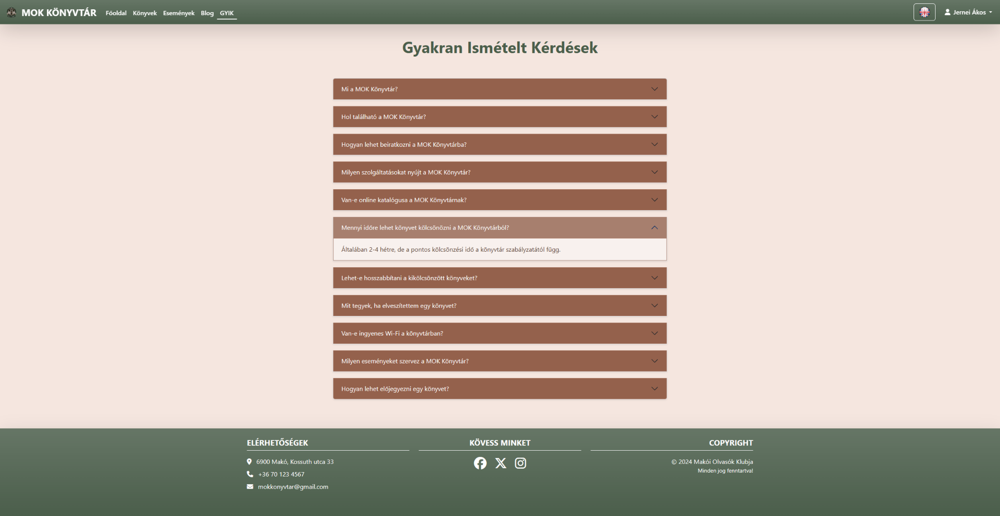 MOK KÖNYVTÁR
Főoldal
Könyvek
Események
Blog
GYIK
Jernei Ákos
Gyakran Ismételt Kérdések
Mi a MOK Könyvtár?
Hol található a MOK Könyvtár?
Hogyan lehet beiratkozni a MOK Könyvtárba?
Milyen szolgáltatásokat nyújt a MOK Könyvtár?
Van-e online katalógusa a MOK Könyvtárnak?
Mennyi időre lehet könyvet kölcsönözni a MOK Könyvtárból?
Általában 2-4 hétre, de a pontos kölcsönzési idő a könyvtár szabályzatától függ.
Lehet-e hosszabbítani a kikölcsönzött könyveket?
Mit tegyek, ha elveszítettem egy könyvet?
Van-e ingyenes Wi-Fi a könyvtárban?
Milyen eseményeket szervez a MOK Könyvtár?
Hogyan lehet előjegyezni egy könyvet?
ELÉRHETŐSÉGEK
6900 Makó, Kossuth utca 33
+36 70 123 4567
mokkonyvtar@gmail.com
KÖVESS MINKET
COPYRIGHT
© 2024 Makói Olvasók Klubja
Minden jog fenntartva!